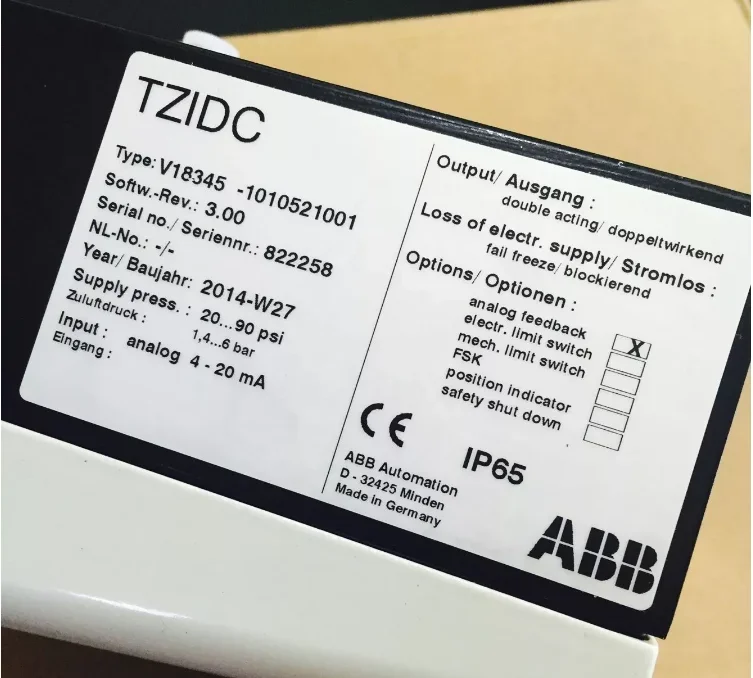 TZIDC
Type: V18345 -1010521001
Softw.-Rev.: 3.00
Serial no./ Seriennr.: 822258
NL-No.: -/-
Year/ Baujahr: 2014-W27
Supply press. : 20...90 psi
Zuluftdruck : 1,4...6 bar
Input : analog 4 - 20 mA
Eingang :
Output/ Ausgang :
double acting/ doppeltwirkend
Loss of electr. supply/ Stromlos :
fail freeze/ blockierend
Options/ Optionen :
analog feedback X
electr. limit switch
mech. limit switch
FSK
position indicator
safety shut down
CE IP65
ABB Automation
D - 32425 Minden
Made in Germany
ABB